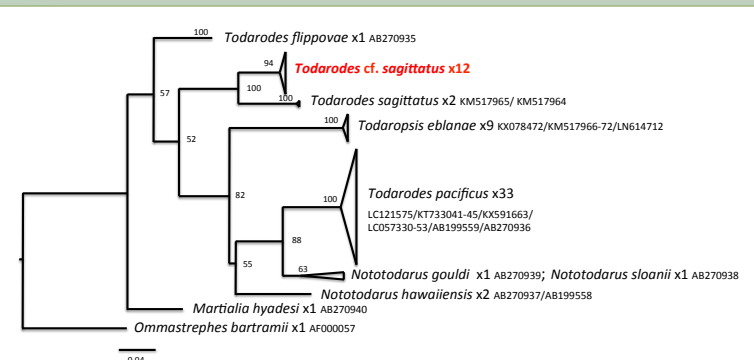 100 Todarodes flippovae x1 AB270935
94 Todarodes cf. sagittatus x12
57
100
100 Todarodes sagittatus x2 KM517965/ KM517964
100 Todaropsis eblanae x9 KX078472/KM517966-72/LN614712
52
82
100 Todarodes pacificus x33
LC121575/KT733041-45/KX591663/
LC057330-53/AB199559/AB270936
88
55
63 Nototodarus gouldi x1 AB270939; Nototodarus sloanii x1 AB270938
Nototodarus hawaiiensis x2 AB270937/AB199558
Martialia hyadesi x1 AB270940
Ommastrephes bartramii x1 AF000057
0.04